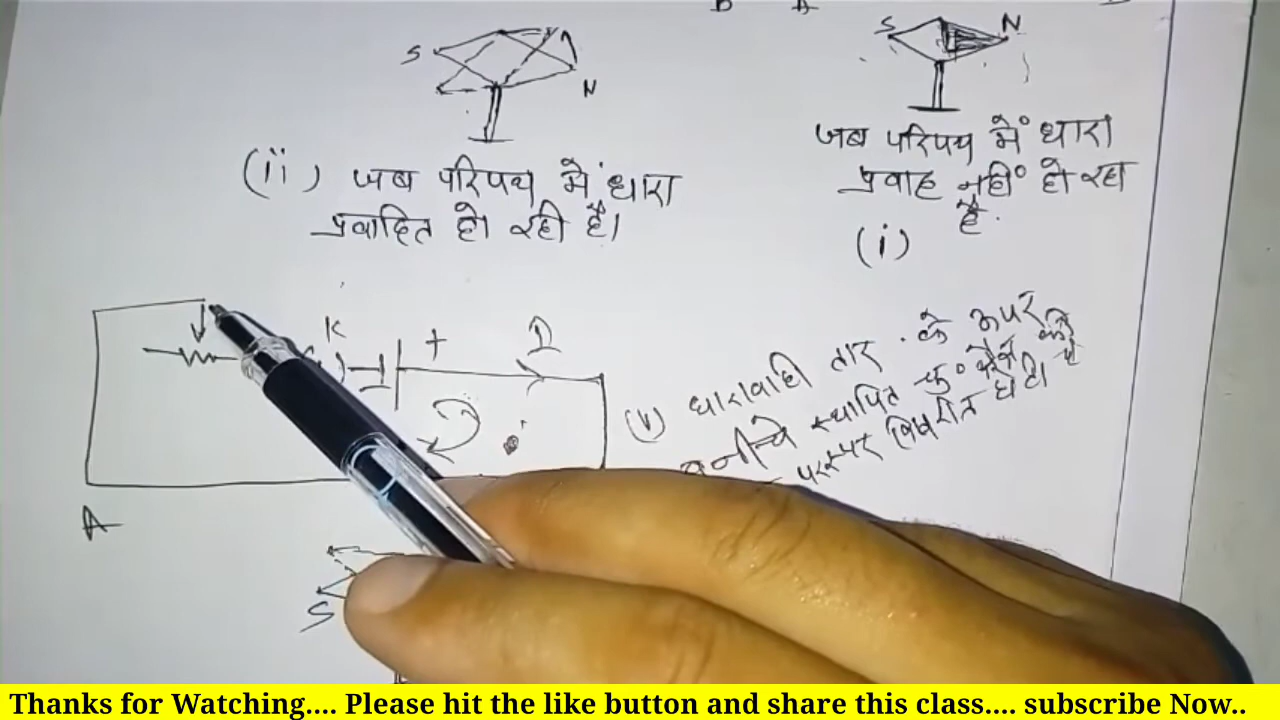 S
N
S
N
(ii) जब परिपथ में धारा
प्रवाहित हो रही है।
जब परिपथ में धारा
प्रवाह नहीं हो रहा
है.
(i)
K
+
D
A
S
(v) धारावाही तार के ऊपर
व नीचे स्थापित चु०
परस्पर विपरीत
Thanks for Watching.... Please hit the like button and share this class.... subscribe Now..